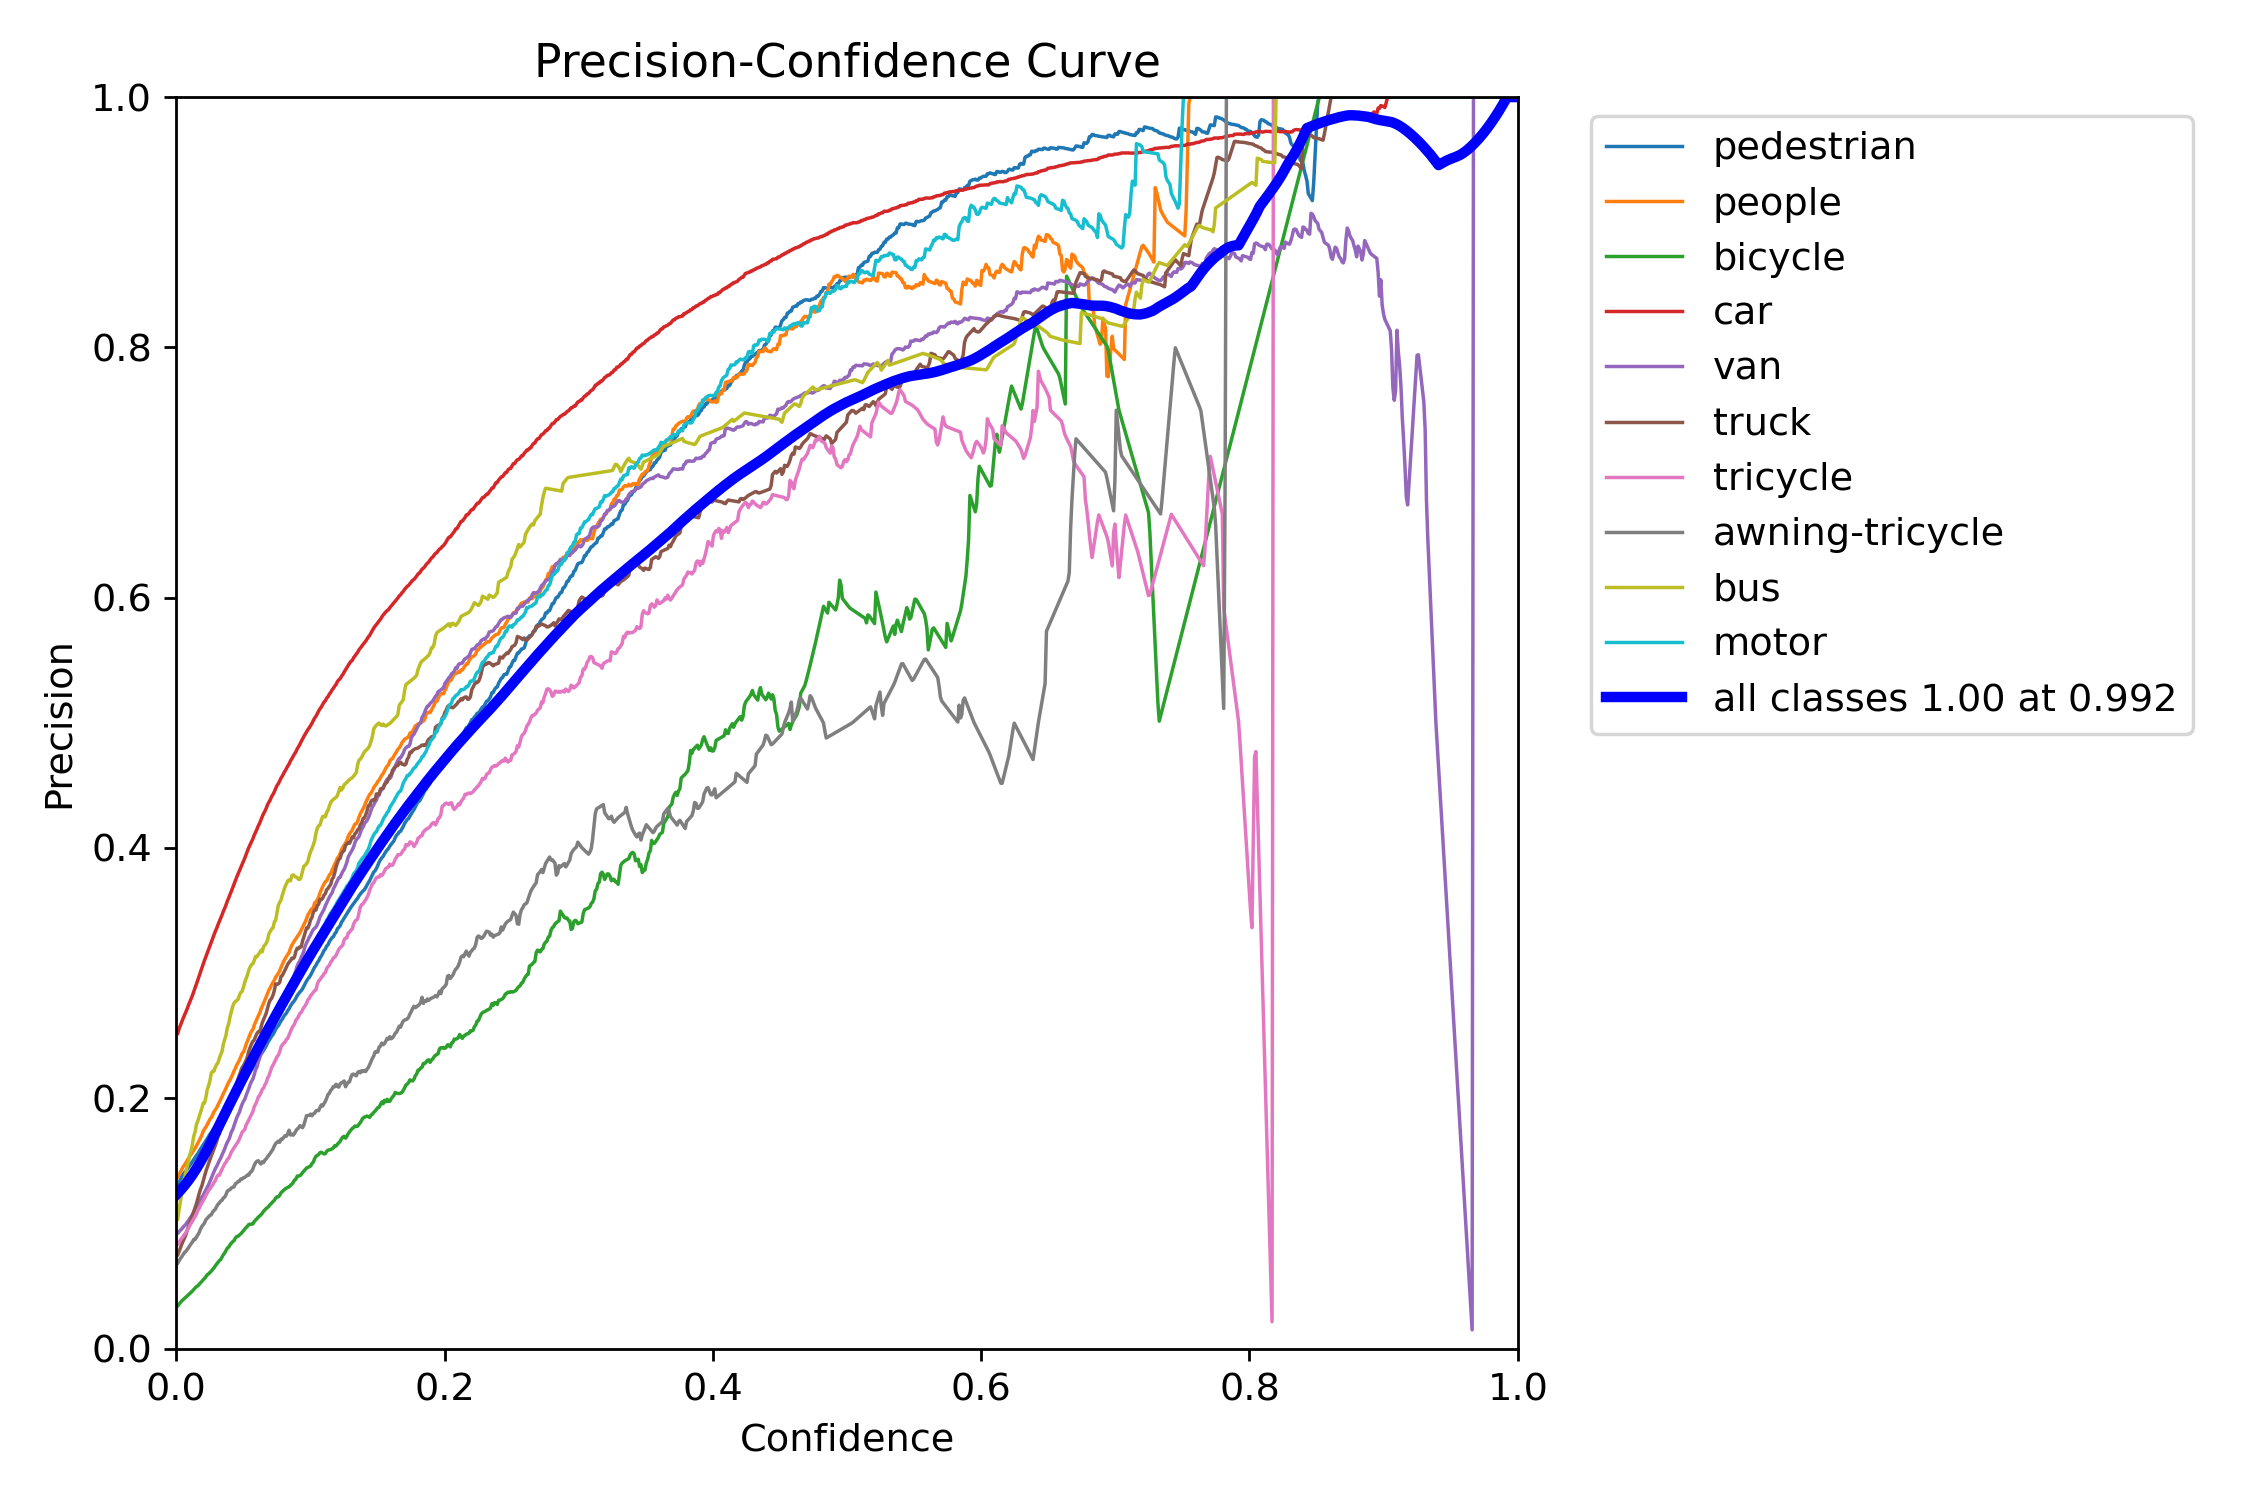 Precision-Confidence Curve
1.0
0.8
0.6
0.4
0.2
0.0
Precision
0.0 0.2 0.4 0.6 0.8 1.0
Confidence
pedestrian
people
bicycle
car
van
truck
tricycle
awning-tricycle
bus
motor
all classes 1.00 at 0.992